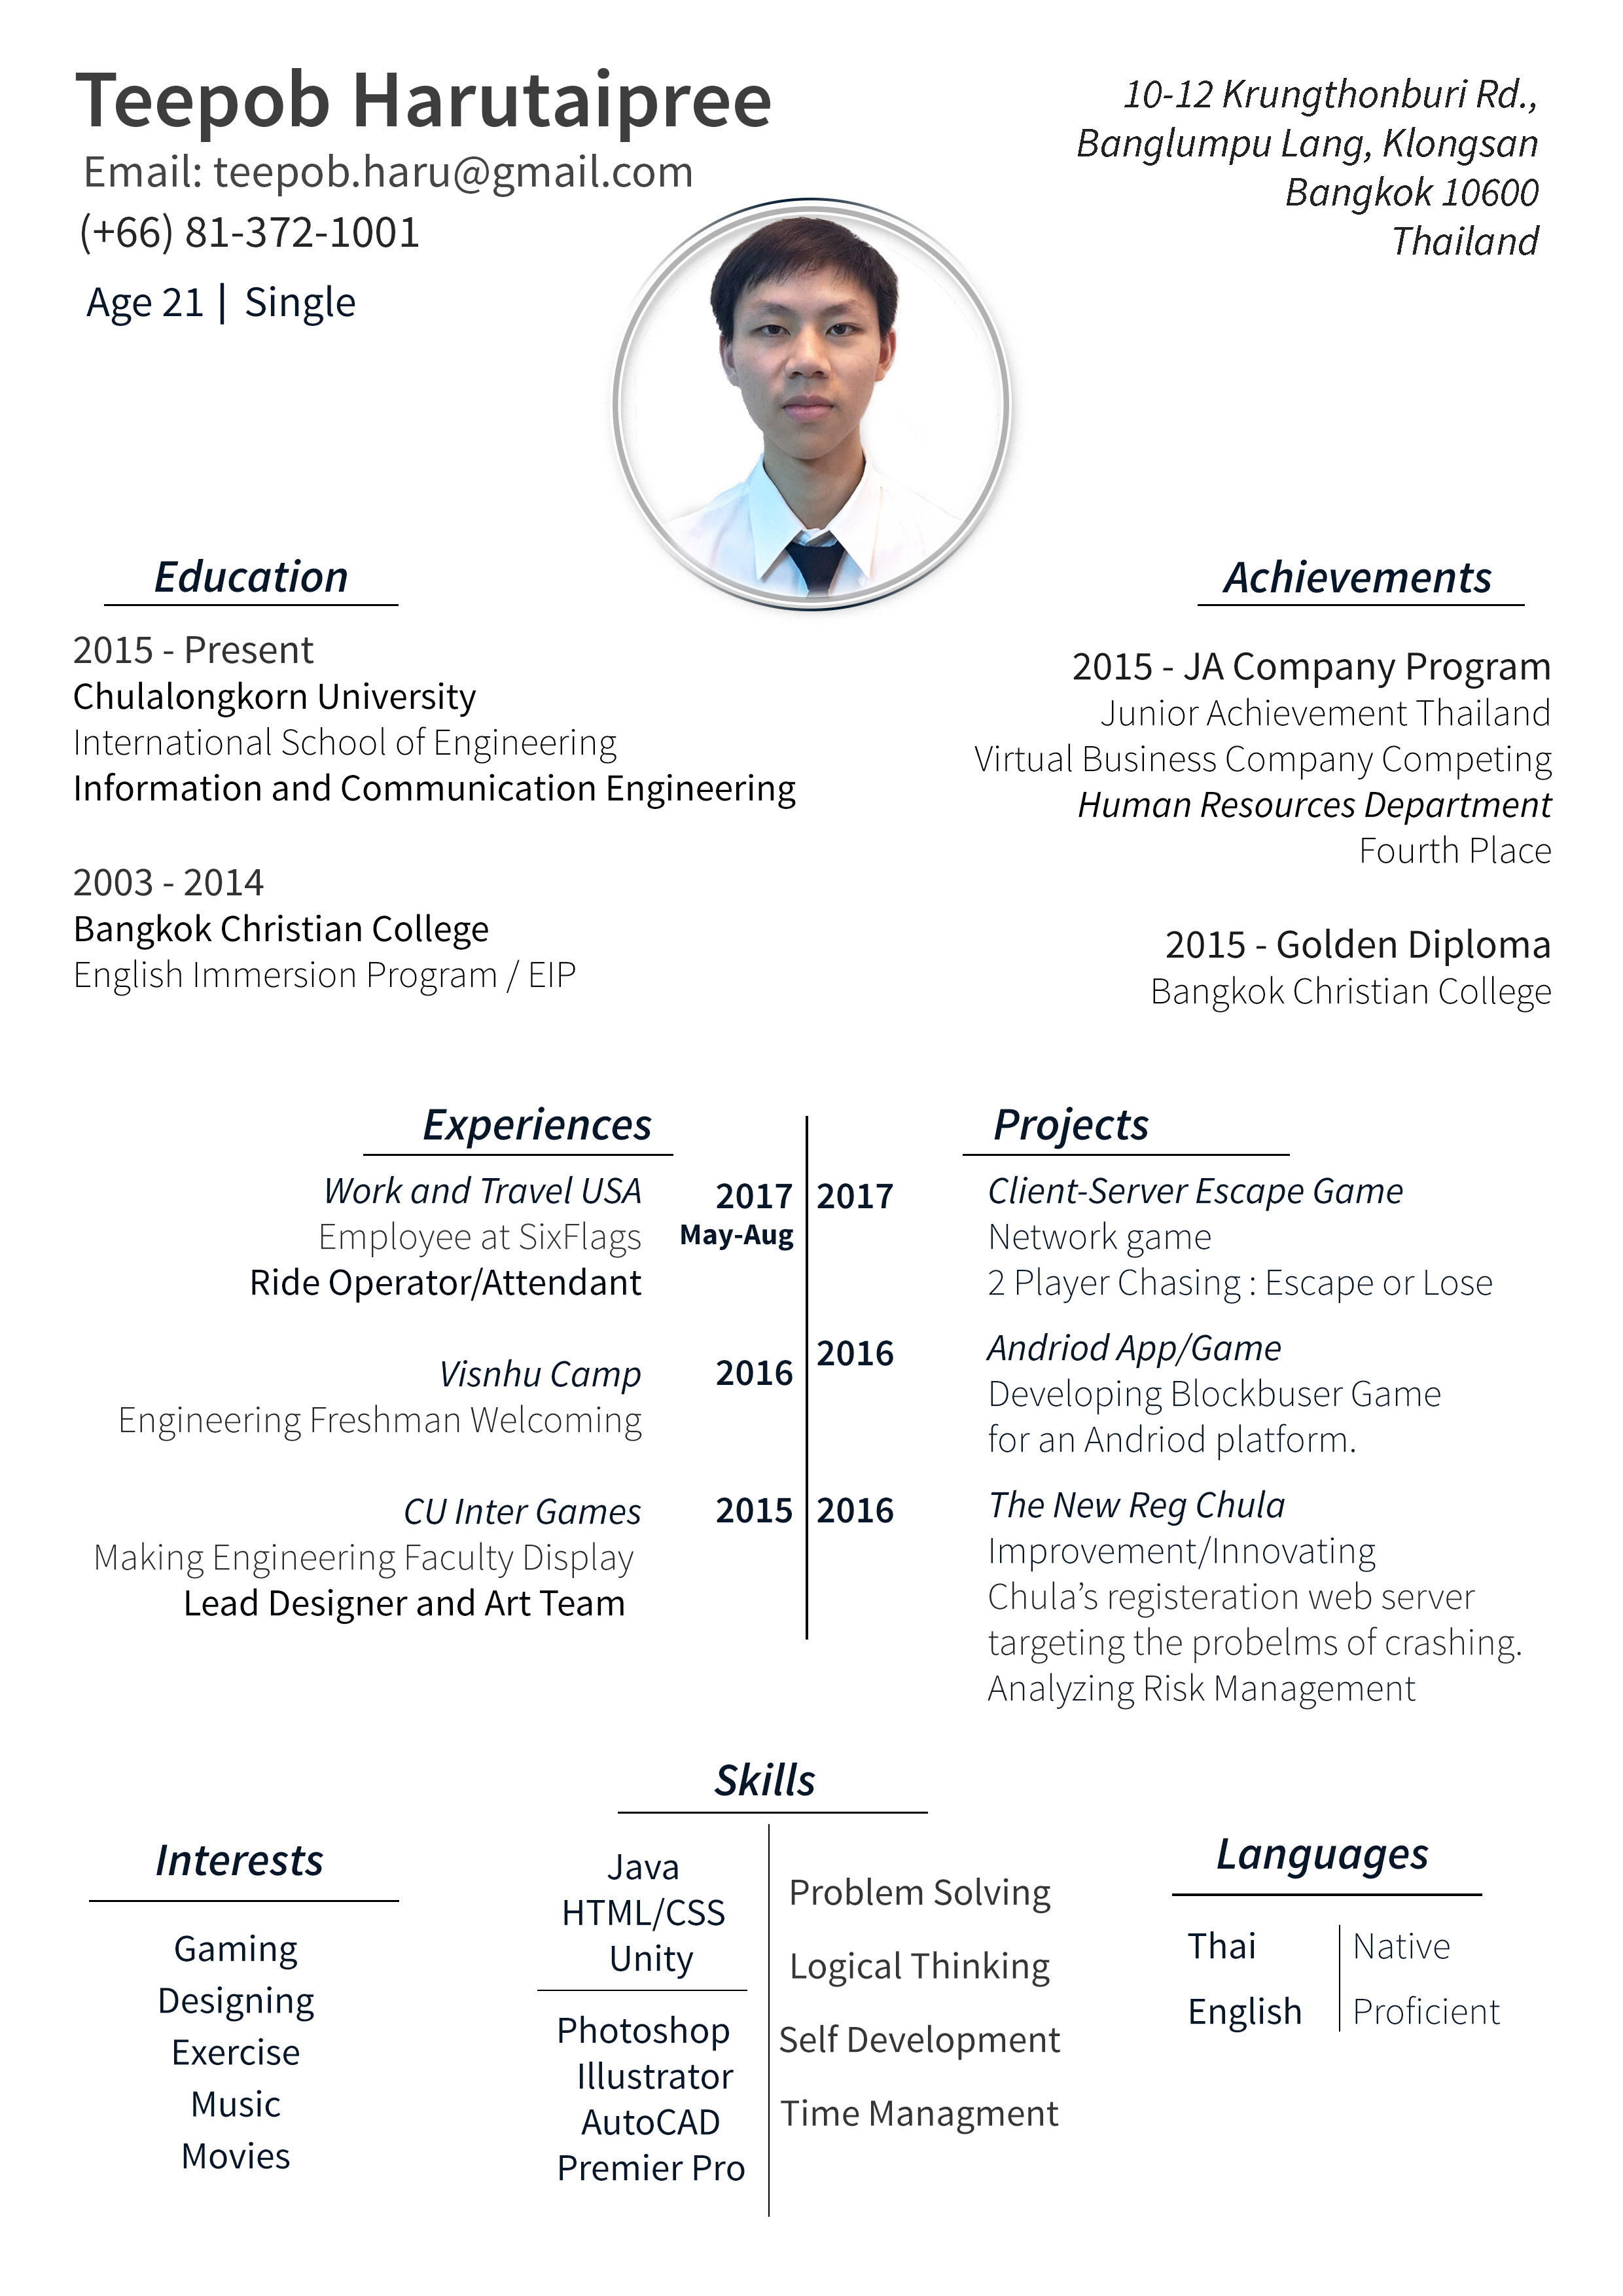 Teepob Harutaipree
Email: teepob.haru@gmail.com
(+66) 81-372-1001
Age 21 | Single
10-12 Krungthonburi Rd.,
Banglumpu Lang, Klongsan
Bangkok 10600
Thailand
Education
2015 - Present
Chulalongkorn University
International School of Engineering
Information and Communication Engineering
2003 - 2014
Bangkok Christian College
English Immersion Program / EIP
Achievements
2015 - JA Company Program
Junior Achievement Thailand
Virtual Business Company Competing
Human Resources Department
Fourth Place
2015 - Golden Diploma
Bangkok Christian College
Experiences
Work and Travel USA
2017
Employee at SixFlags
May-Aug
Ride Operator/Attendant
Visnhu Camp
2016
Engineering Freshman Welcoming
CU Inter Games
2015
Making Engineering Faculty Display
Lead Designer and Art Team
Projects
2017
Client-Server Escape Game
Network game
2 Player Chasing : Escape or Lose
2016
Andriod App/Game
Developing Blockbuser Game
for an Andriod platform.
2016
The New Reg Chula
Improvement/Innovating
Chula’s registeration web server
targeting the probelms of crashing.
Analyzing Risk Management
Interests
Gaming
Designing
Exercise
Music
Movies
Skills
Java
HTML/CSS
Unity
Photoshop
Illustrator
AutoCAD
Premier Pro
Problem Solving
Logical Thinking
Self Development
Time Managment
Languages
Thai Native
English Proficient